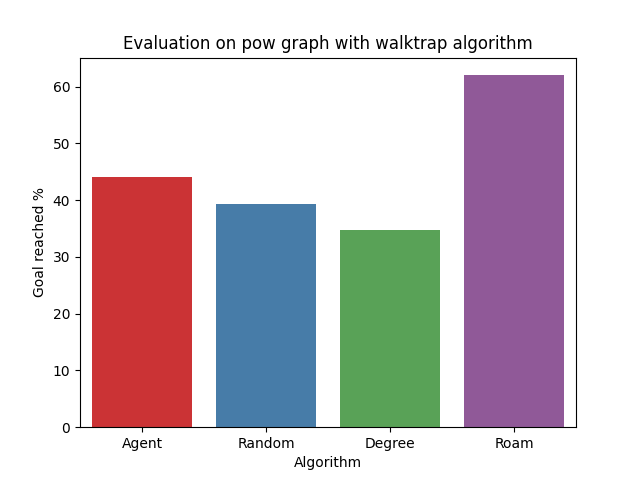 Evaluation on pow graph with walktrap algorithm
Goal reached %
60
50
40
30
20
10
0
Agent Random Degree Roam
Algorithm